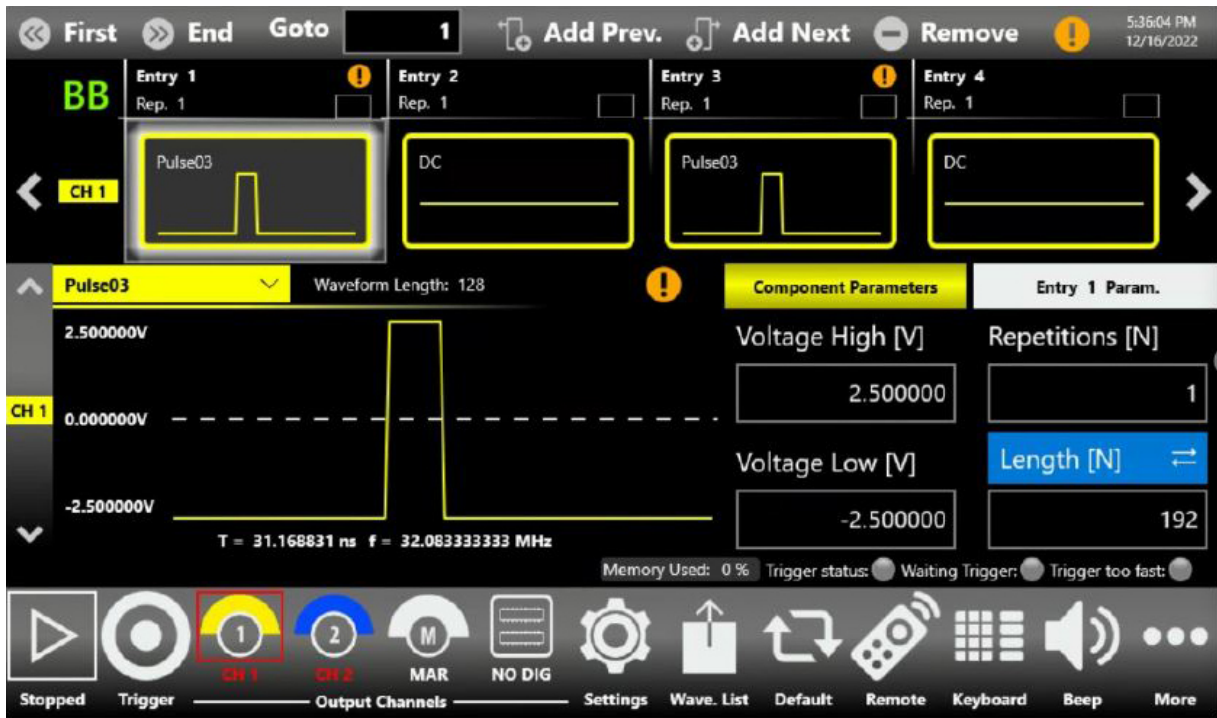 First End Goto 1 Add Prev. Add Next Remove ! 5:36:04 PM
12/16/2022
BB Entry 1 ! Entry 2 Entry 3 ! Entry 4
Rep. 1 Rep. 1 Rep. 1 Rep. 1
Pulse03 DC Pulse03 DC
CH 1
Pulse03 Waveform Length: 128 ! Component Parameters Entry 1 Param.
2.500000V Voltage High [V] Repetitions [N]
2.500000 1
CH 1 0.000000V
Voltage Low [V] Length [N]
-2.500000V -2.500000 192
T = 31.168831 ns f = 32.083333333 MHz
Memory Used: 0 % Trigger status: Waiting Trigger: Trigger too fast:
1 2 M
CH 1 CH 2 MAR NO DIG
Stopped Trigger Output Channels Settings Wave. List Default Remote Keyboard Beep More